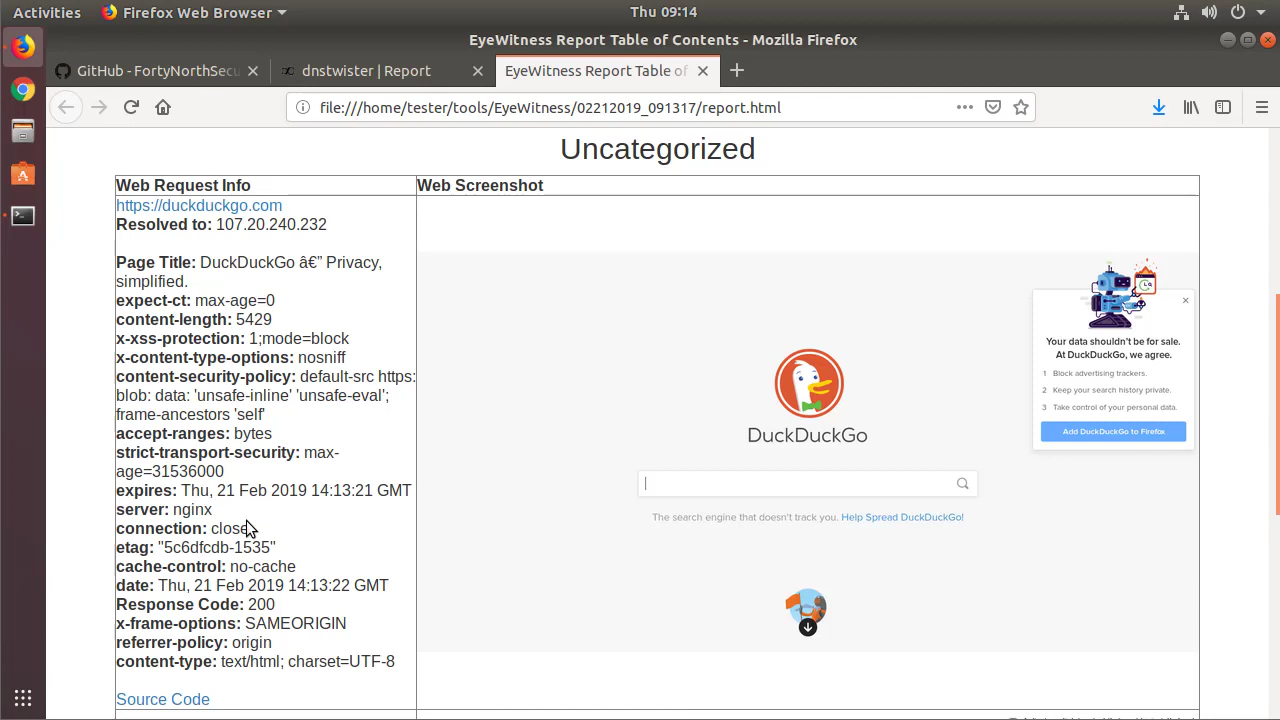 Activities Firefox Web Browser Thu 09:14
EyeWitness Report Table of Contents - Mozilla Firefox
GitHub - FortyNorthSecu dnstwister | Report EyeWitness Report Table of
file:///home/tester/tools/EyeWitness/02212019_091317/report.html
Uncategorized
Web Request Info Web Screenshot
https://duckduckgo.com
Resolved to: 107.20.240.232
Page Title: DuckDuckGo â€” Privacy,
simplified.
expect-ct: max-age=0
content-length: 5429
x-xss-protection: 1;mode=block
x-content-type-options: nosniff
content-security-policy: default-src https:
blob: data: 'unsafe-inline' 'unsafe-eval';
frame-ancestors 'self'
accept-ranges: bytes
strict-transport-security: max-
age=31536000
expires: Thu, 21 Feb 2019 14:13:21 GMT
server: nginx
connection: close
etag: "5c6dfcdb-1535"
cache-control: no-cache
date: Thu, 21 Feb 2019 14:13:22 GMT
Response Code: 200
x-frame-options: SAMEORIGIN
referrer-policy: origin
content-type: text/html; charset=UTF-8
Source Code
Your data shouldn't be for sale.
At DuckDuckGo, we agree.
1 Block advertising trackers.
2 Keep your search history private.
3 Take control of your personal data.
Add DuckDuckGo to Firefox
DuckDuckGo
The search engine that doesn't track you. Help Spread DuckDuckGo!